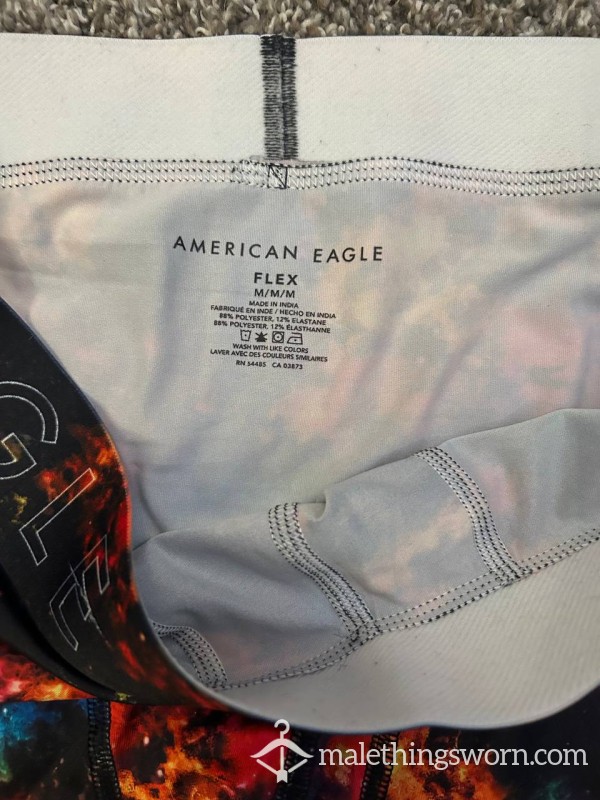 AMERICAN EAGLE
FLEX
M/M/M
MADE IN INDIA
FABRIQUÉ EN INDE / HECHO EN INDIA
88% POLYESTER, 12% ELASTANE
88% POLYESTER, 12% ÉLASTHANNE
WASH WITH LIKE COLORS
LAVER AVEC DES COULEURS SIMILAIRES
RN 54485 CA 03873
GLE
malethingsworn.com